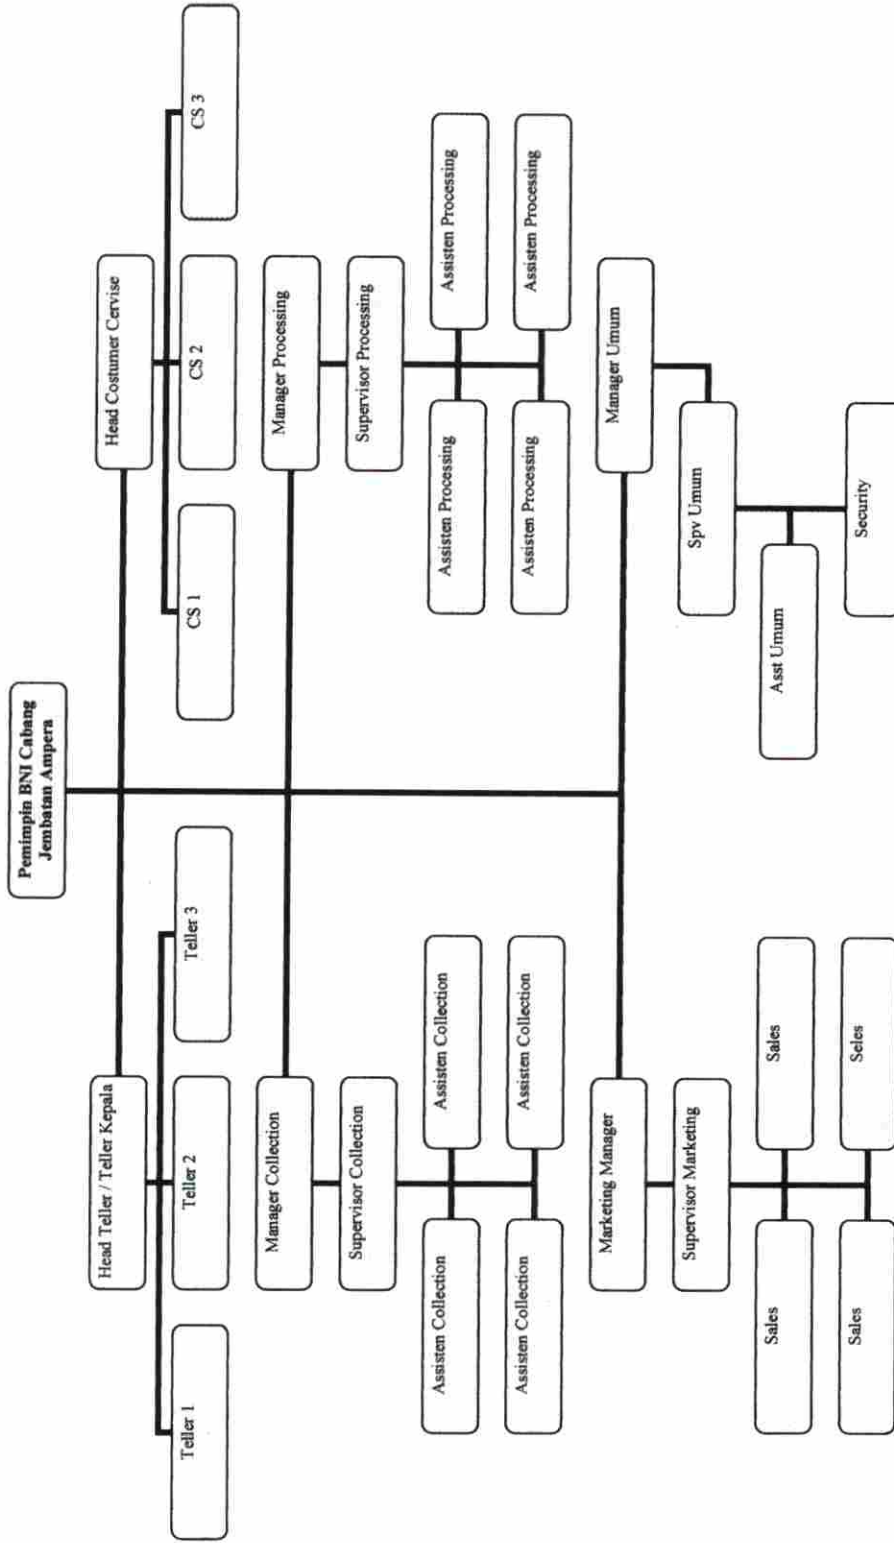 Pemimpin BNI Cabang
Jembatan Ampera
Head Teller / Teller Kepala
Head Costumer Cervise
Teller 1
Teller 2
Teller 3
CS 1
CS 2
CS 3
Manager Collection
Manager Processing
Supervisor Collection
Supervisor Processing
Assisten Collection
Assisten Collection
Assisten Processing
Assisten Processing
Assisten Collection
Assisten Collection
Assisten Processing
Assisten Processing
Marketing Manager
Manager Umum
Supervisor Marketing
Spv Umum
Sales
Sales
Asst Umum
Sales
Seles
Security